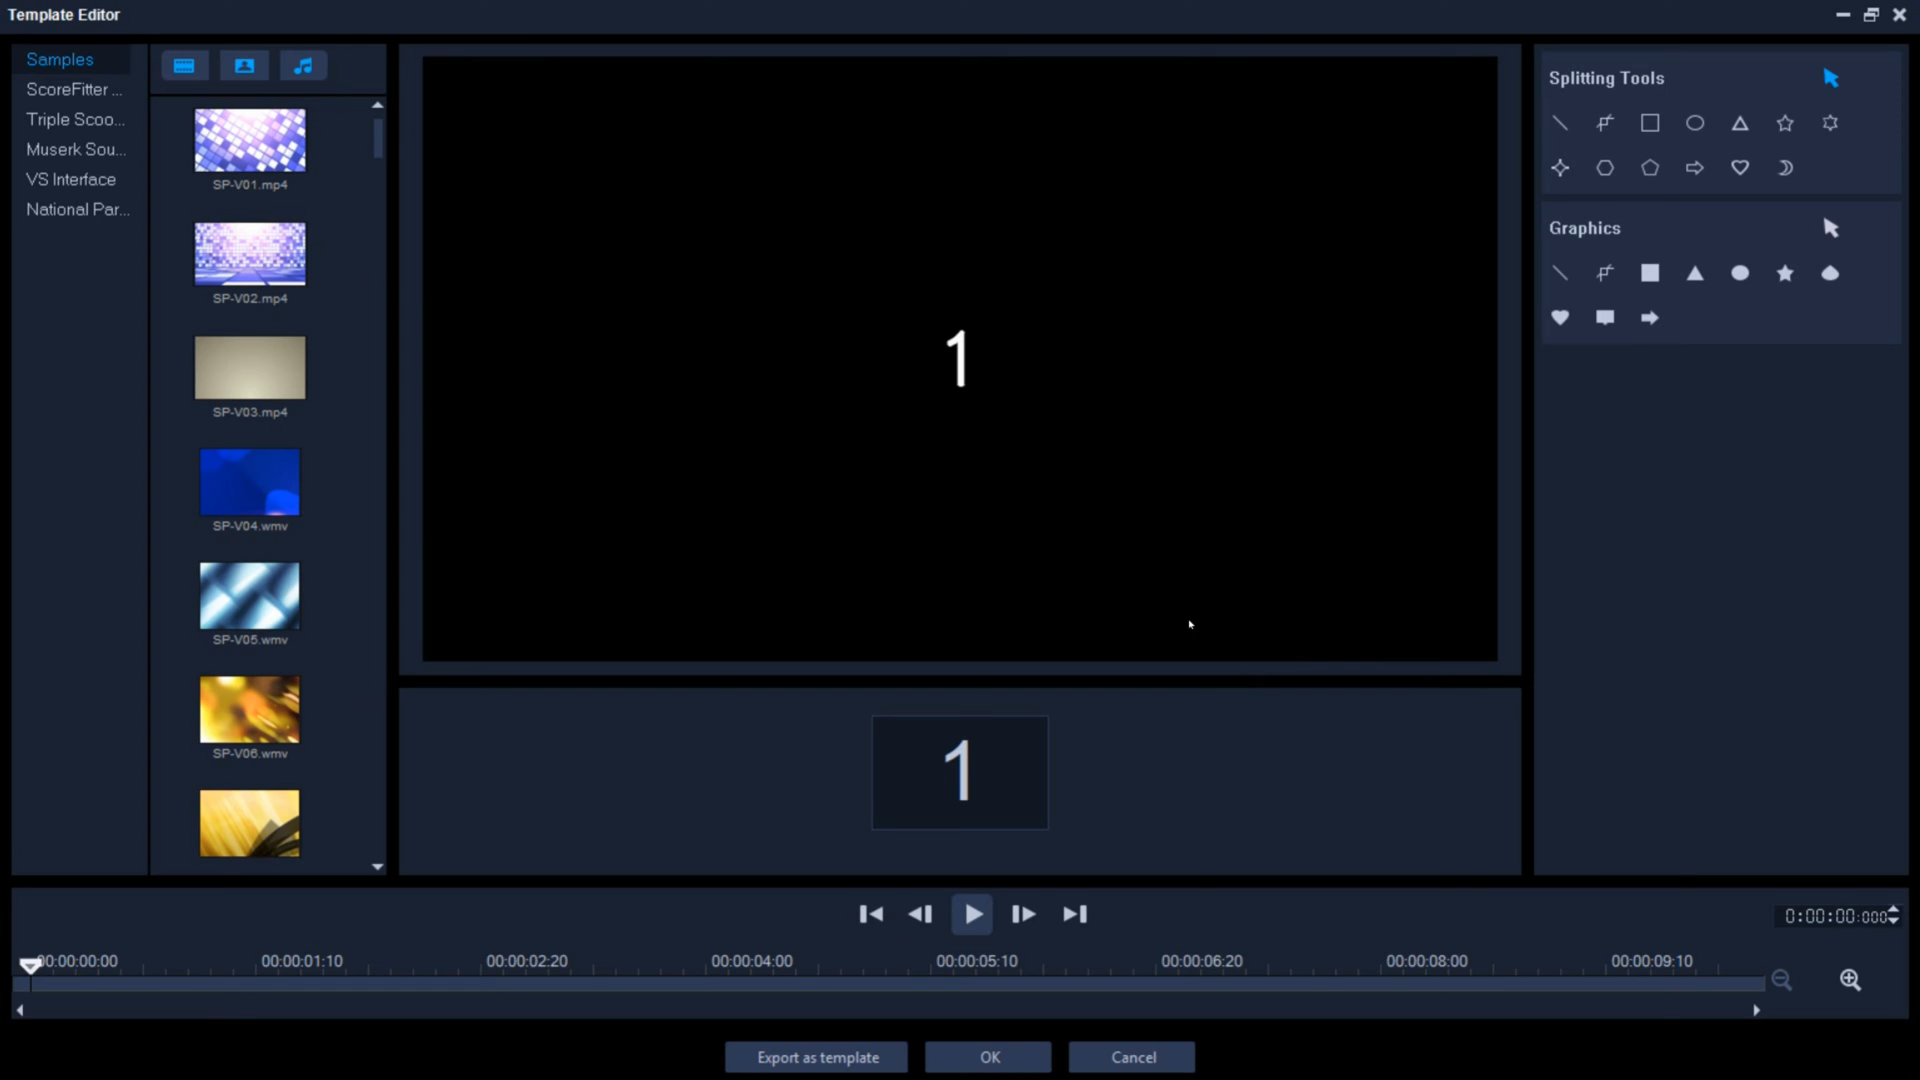 Template Editor
Samples
ScoreFitter ...
Triple Scoo...
Muserk Sou...
VS Interface
National Par...
SP-V01.mp4
SP-V02.mp4
SP-V03.mp4
SP-V04.wmv
SP-V05.wmv
SP-V06.wmv
1
1
Splitting Tools
Graphics
0:00:00:000
00:00:00:00 00:00:01:10 00:00:02:20 00:00:04:00 00:00:05:10 00:00:06:20 00:00:08:00 00:00:09:10
Export as template OK Cancel